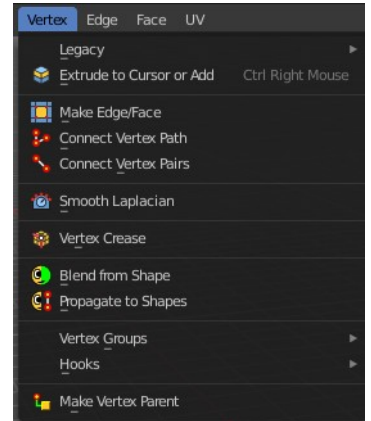 Vertex Edge Face UV
Legacy
Extrude to Cursor or Add Ctrl Right Mouse
Make Edge/Face
Connect Vertex Path
Connect Vertex Pairs
Smooth Laplacian
Vertex Crease
Blend from Shape
Propagate to Shapes
Vertex Groups
Hooks
Make Vertex Parent